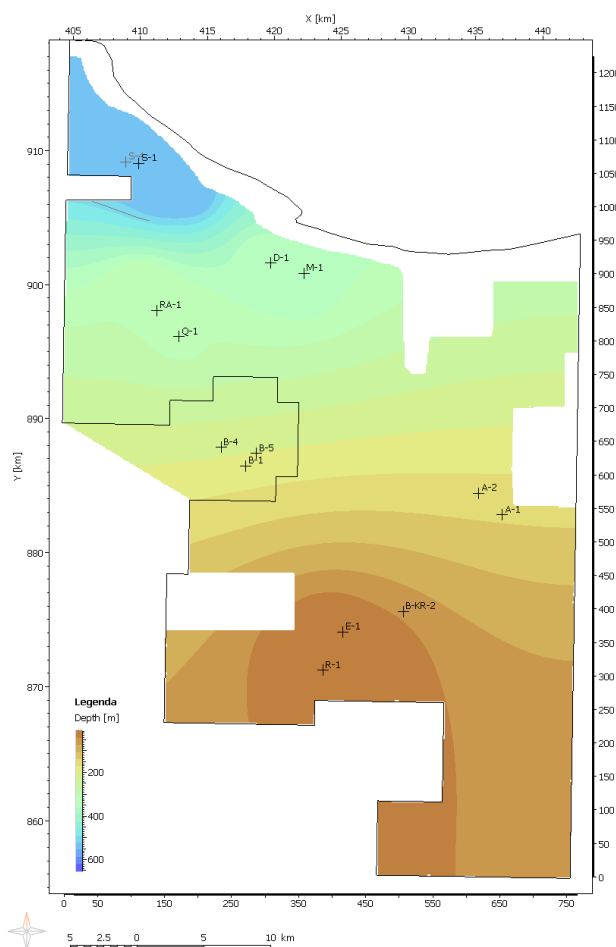 X [km]
405 410 415 420 425 430 435 440
Y [km]
910
900
890
880
870
860
1200
1150
1100
1050
1000
950
900
850
800
750
700
650
600
550
500
450
400
350
300
250
200
150
100
50
0
S-1
D-1
M-1
RA-1
Q-1
B-4
B-5
B-1
A-2
A-1
B-KR-2
E-1
R-1
Legenda
Depth [m]
200
400
600
0 50 150 250 350 450 550 650 750
5 2.5 0 5 10 km